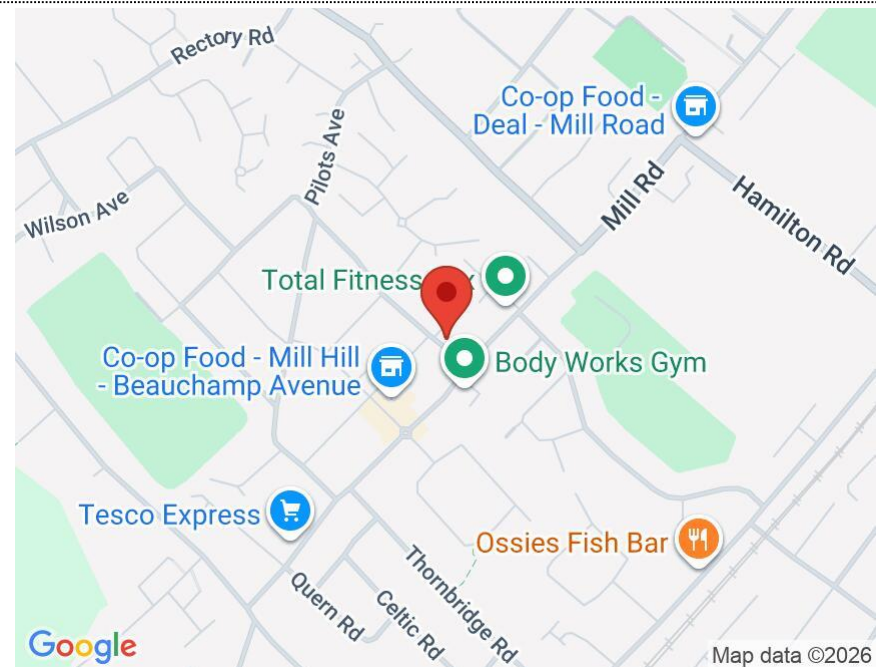 Rectory Rd
Co-op Food -
Deal - Mill Road
Pilots Ave
Mill Rd
Hamilton Rd
Wilson Ave
Total Fitness
Co-op Food - Mill Hill
- Beauchamp Avenue
Body Works Gym
Tesco Express
Ossies Fish Bar
Thornbridge Rd
Quern Rd
Celtic Rd
Google
Map data ©2026